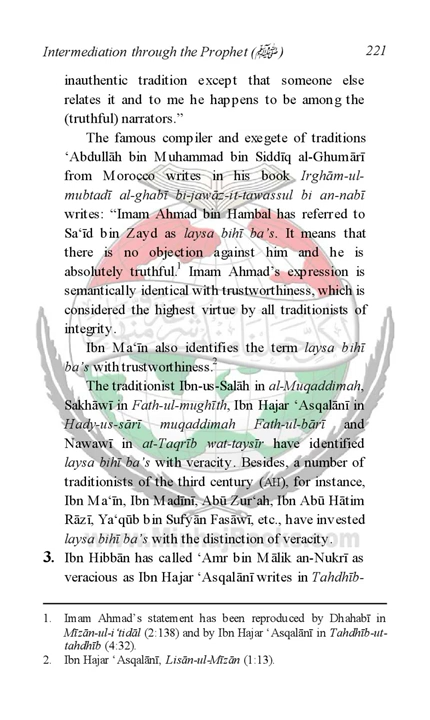 Intermediation through the Prophet (ﷺ) 221
inauthentic tradition except that someone else
relates it and to me he happens to be among the
(truthful) narrators.”
The famous compiler and exegete of traditions
‘Abdullāh bin Muhammad bin Siddīq al-Ghumārī
from Morocco writes in his book Irghām-ul-
mubtadī al-ghabī bi-jawāz-it-tawassul bi an-nabī
writes: “Imam Ahmad bin Hambal has referred to
Sa‘īd bin Zayd as laysa bihī ba’s. It means that
there is no objection against him and he is
absolutely truthful.1 Imam Ahmad’s expression is
semantically identical with trustworthiness, which is
considered the highest virtue by all traditionists of
integrity.
Ibn Ma‘īn also identifies the term laysa bihī
ba’s with trustworthiness.2
The traditionist Ibn-us-Salāh in al-Muqaddimah,
Sakhāwī in Fath-ul-mughīth, Ibn Hajar ‘Asqalānī in
Hady-us-sārī muqaddimah Fath-ul-bārī and
Nawawī in at-Taqrīb wat-taysīr have identified
laysa bihī ba’s with veracity. Besides, a number of
traditionists of the third century (AH), for instance,
Ibn Ma‘īn, Ibn Madīnī, Abū Zur‘ah, Ibn Abū Hātim
Rāzī, Ya‘qūb bin Sufyān Fasāwī, etc., have invested
laysa bihī ba’s with the distinction of veracity.
3. Ibn Hibbān has called ‘Amr bin Mālik an-Nukrī as
veracious as Ibn Hajar ‘Asqalānī writes in Tahdhīb-
1. Imam Ahmad’s statement has been reproduced by Dhahabī in
Mīzān-ul-i‘tidāl (2:138) and by Ibn Hajar ‘Asqalānī in Tahdhīb-ut-
tahdhīb (4:32).
2. Ibn Hajar ‘Asqalānī, Lisān-ul-Mīzān (1:13).